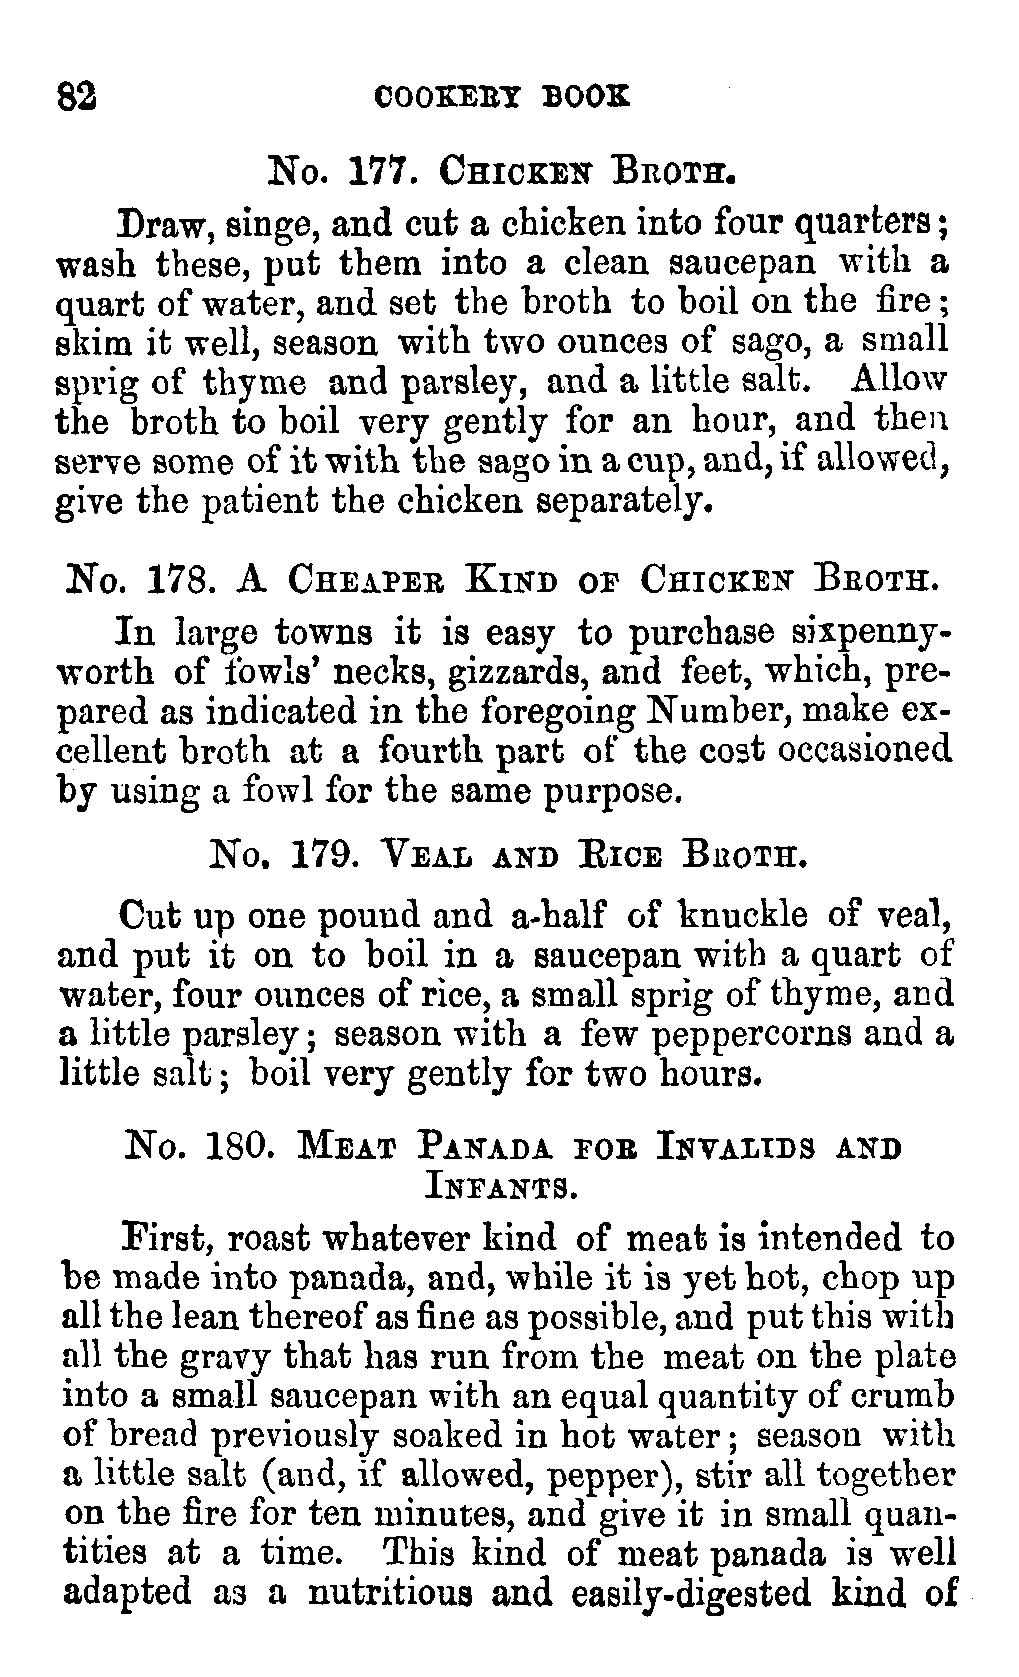 82 COOKERY BOOK
No. 177. Chicken Broth.
Draw, singe, and cut a chicken into four quarters;
wash these, put them into a clean saucepan with a
quart of water, and set the broth to boil on the fire;
skim it well, season with two ounces of sago, a small
sprig of thyme and parsley, and a little salt. Allow
the broth to boil very gently for an hour, and then
serve some of it with the sago in a cup, and, if allowed,
give the patient the chicken separately.
No. 178. A Cheaper Kind of Chicken Broth.
In large towns it is easy to purchase sixpenny-
worth of fowls' necks, gizzards, and feet, which, pre-
pared as indicated in the foregoing Number, make ex-
cellent broth at a fourth part of the cost occasioned
by using a fowl for the same purpose.
No. 179. Veal and Rice Broth.
Cut up one pound and a-half of knuckle of veal,
and put it on to boil in a saucepan with a quart of
water, four ounces of rice, a small sprig of thyme, and
a little parsley; season with a few peppercorns and a
little salt; boil very gently for two hours.
No. 180. Meat Panada for Invalids and
Infants.
First, roast whatever kind of meat is intended to
be made into panada, and, while it is yet hot, chop up
all the lean thereof as fine as possible, and put this with
all the gravy that has run from the meat on the plate
into a small saucepan with an equal quantity of crumb
of bread previously soaked in hot water; season with
a little salt (and, if allowed, pepper), stir all together
on the fire for ten minutes, and give it in small quan-
tities at a time. This kind of meat panada is well
adapted as a nutritious and easily-digested kind of